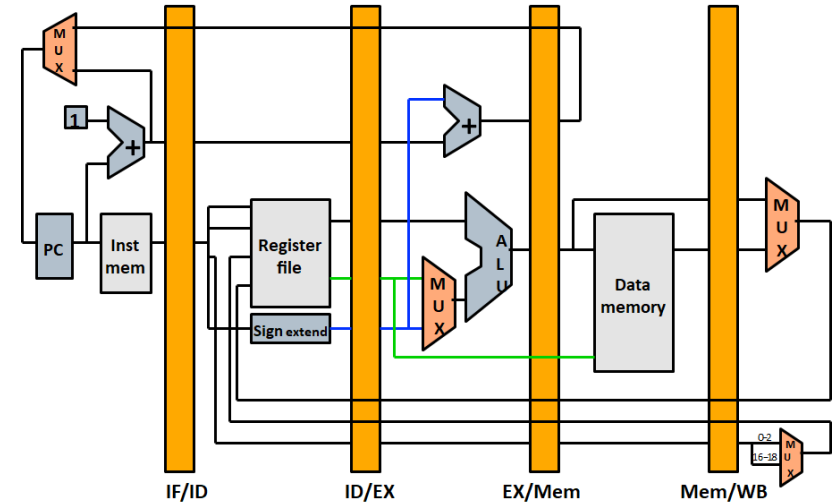 M
U
X
1
+
+
PC
Inst
mem
Register
file
Sign extend
M
U
X
A
L
U
Data
memory
M
U
X
0-2
16-18
M
U
X
IF/ID
ID/EX
EX/Mem
Mem/WB